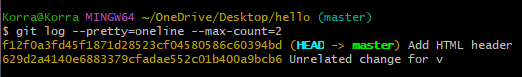 Korra@Korra MINGW64 ~/OneDrive/Desktop/hello (master)
$ git log --pretty=oneline --max-count=2
f12f0a3fd45f1871d28523cf04580586c60394bd (HEAD -> master) Add HTML header
629d2a4140e6883379cfadae552c01b400a9bcb6 Unrelated change for v